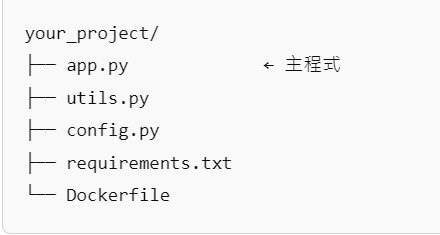 your_project/
├── app.py              ← 主程式
├── utils.py
├── config.py
├── requirements.txt
└── Dockerfile